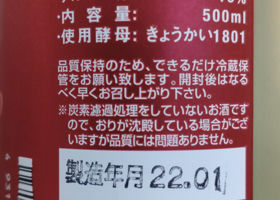 ・内容量: 500ml
・使用酵母: きょうかい1801
品質保持のため、できるだけ冷蔵保
管をお願い致します。開封後はなる
べく早くお召し上がり下さい。
※炭素濾過処理をしていないお酒です
ので、おりが沈殿している場合がござ
いますが品質には問題ありません。
製造年月 22.01